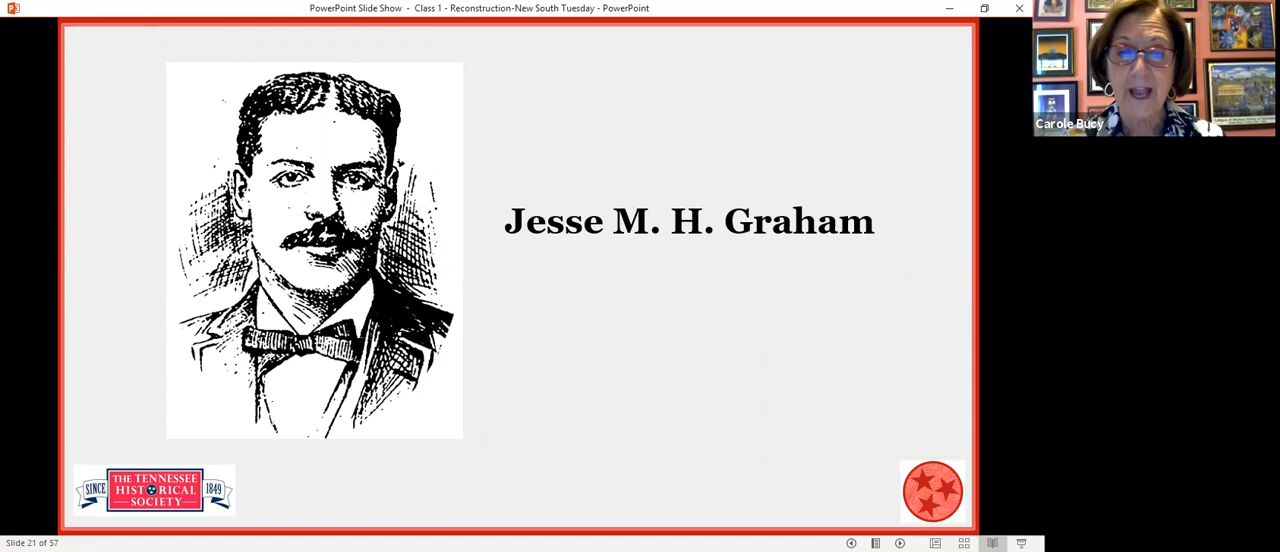 PowerPoint Slide Show - Class 1 - Reconstruction-New South Tuesday - PowerPoint
Carole Bucy
Jesse M. H. Graham
SINCE
THE TENNESSEE
HISTORICAL
SOCIETY
1849
Slide 21 of 57